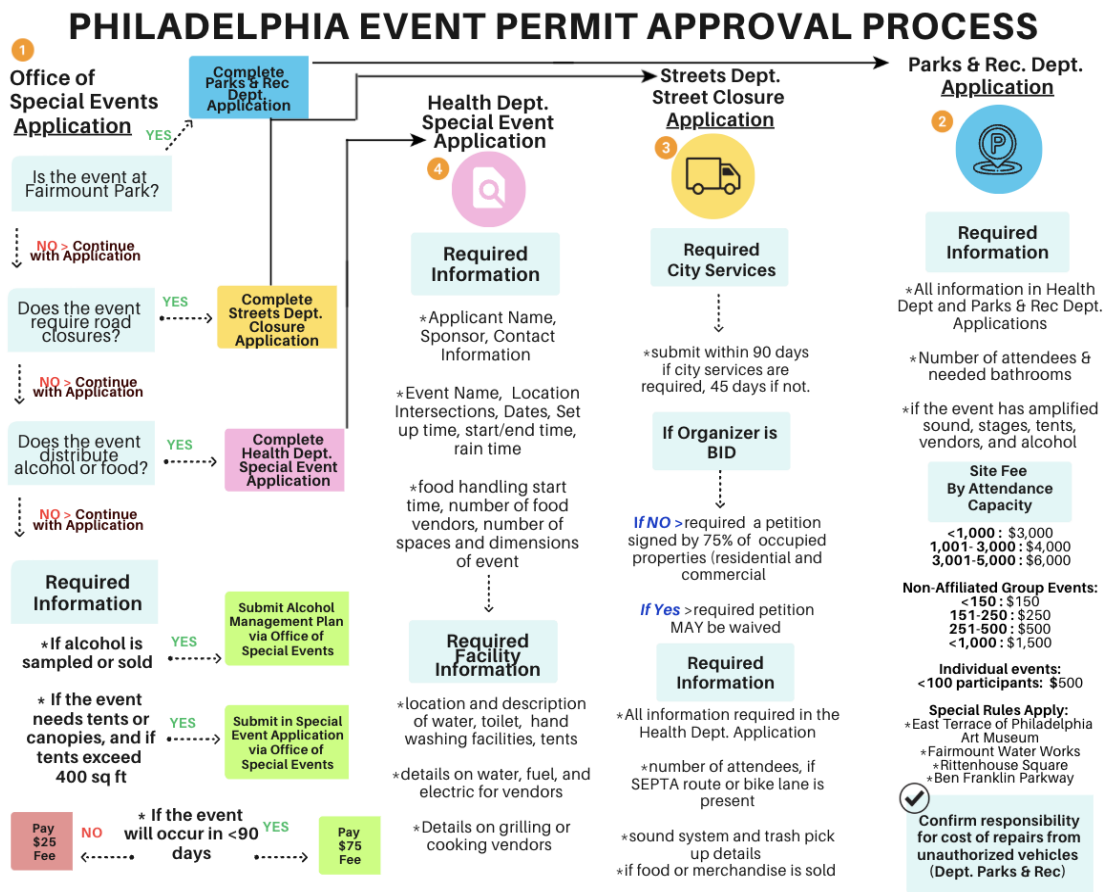 PHILADELPHIA EVENT PERMIT APPROVAL PROCESS
1
Office of
Special Events
Application
YES
Complete
Parks & Rec
Dept.
Application
Is the event at
Fairmount Park?
NO > Continue
with Application
Does the event
require road
closures?
YES
Complete
Streets Dept.
Closure
Application
NO > Continue
with Application
Does the event
distribute
alcohol or food?
YES
Complete
Health Dept.
Special Event
Application
NO > Continue
with Application
Required
Information
*If alcohol is
sampled or sold
YES
Submit Alcohol
Management Plan
via Office of
Special Events
* If the event
needs tents or
canopies, and if
tents exceed
400 sq ft
YES
Submit in Special
Event Application
via Office of
Special Events
Pay
$25
Fee
NO
* If the event
will occur in <90
days
YES
Pay
$75
Fee
Health Dept.
Special Event
Application
4
Required
Information
*Applicant Name,
Sponsor, Contact
Information
*Event Name, Location
Intersections, Dates, Set
up time, start/end time,
rain time
*food handling start
time, number of food
vendors, number of
spaces and dimensions
of event
Required
Facility
Information
*location and description
of water, toilet, hand
washing facilities, tents
*details on water, fuel, and
electric for vendors
*Details on grilling or
cooking vendors
Streets Dept.
Street Closure
Application
3
Required
City Services
*submit within 90 days
if city services are
required, 45 days if not.
If Organizer is
BID
If NO >required a petition
signed by 75% of occupied
properties (residential and
commercial
If Yes >required petition
MAY be waived
Required
Information
*All information required in the
Health Dept. Application
*number of attendees, if
SEPTA route or bike lane is
present
*sound system and trash pick
up details
*if food or merchandise is sold
Parks & Rec. Dept.
Application
2
P
Required
Information
*All information in Health
Dept and Parks & Rec Dept.
Applications
*Number of attendees &
needed bathrooms
*if the event has amplified
sound, stages, tents,
vendors, and alcohol
Site Fee
By Attendance
Capacity
<1,000: $3,000
1,001- 3,000: $4,000
3,001-5,000: $6,000
Non-Affiliated Group Events:
<150: $150
151-250: $250
251-500: $500
<1,000: $1,500
Individual events:
<100 participants: $500
Special Rules Apply:
*East Terrace of Philadelphia
Art Museum
*Fairmount Water Works
*Rittenhouse Square
*Ben Franklin Parkway
Confirm responsibility
for cost of repairs from
unauthorized vehicles
(Dept. Parks & Rec)